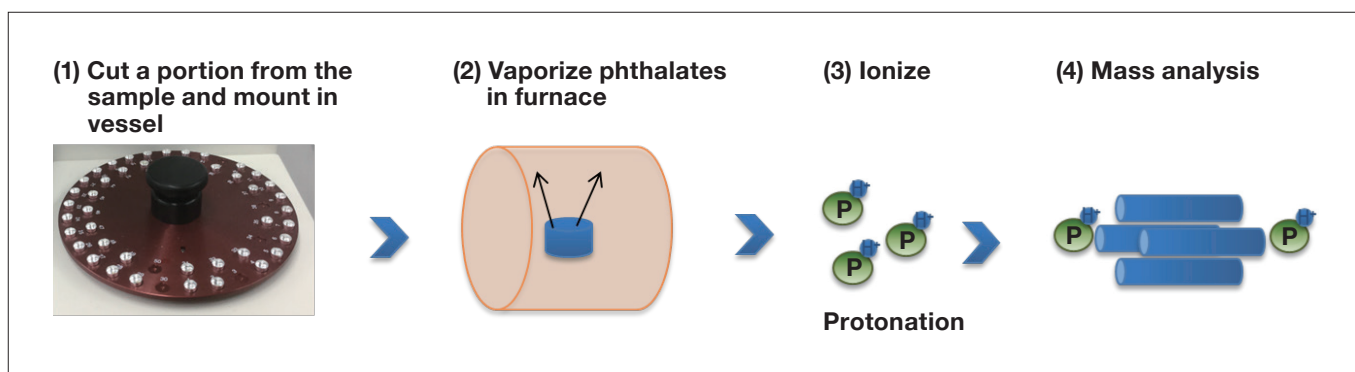 (1) Cut a portion from the
sample and mount in
vessel
(2) Vaporize phthalates
in furnace
(3) Ionize
(4) Mass analysis
H+
P
H+
P
H+
P
Protonation
H+
P
H+
P